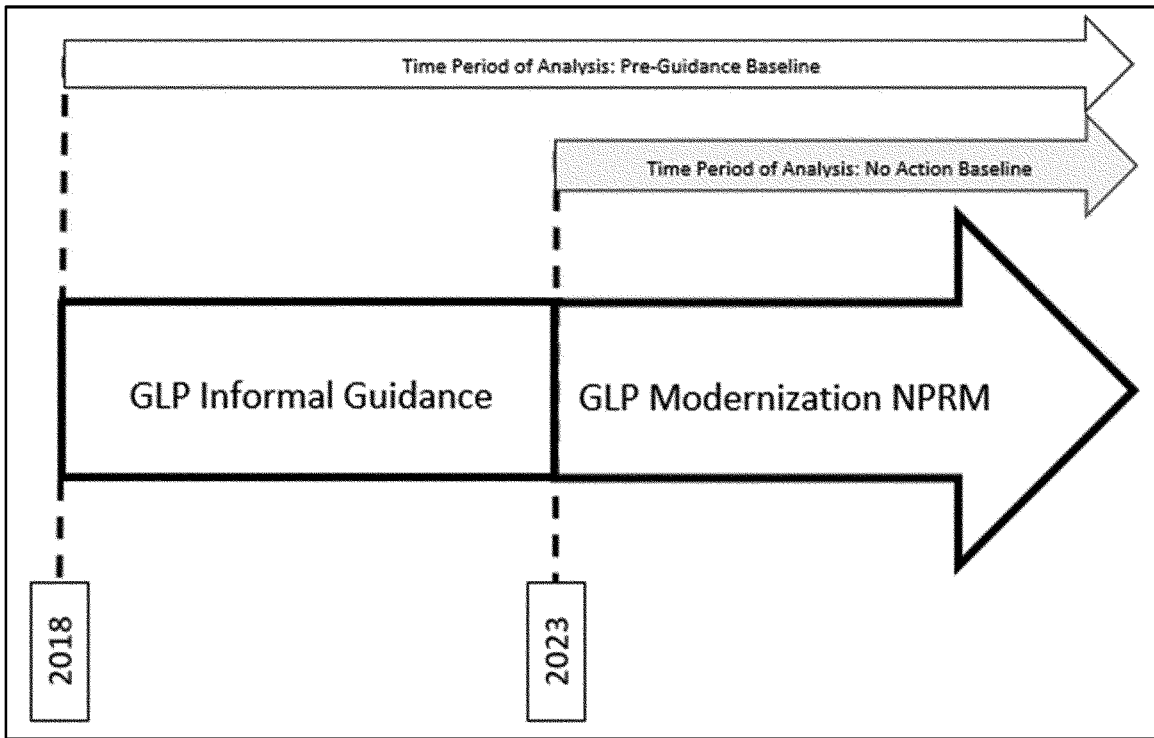 Time Period of Analysis: Pre-Guidance Baseline
Time Period of Analysis: No Action Baseline
GLP Informal Guidance
GLP Modernization NPRM
2018
2023